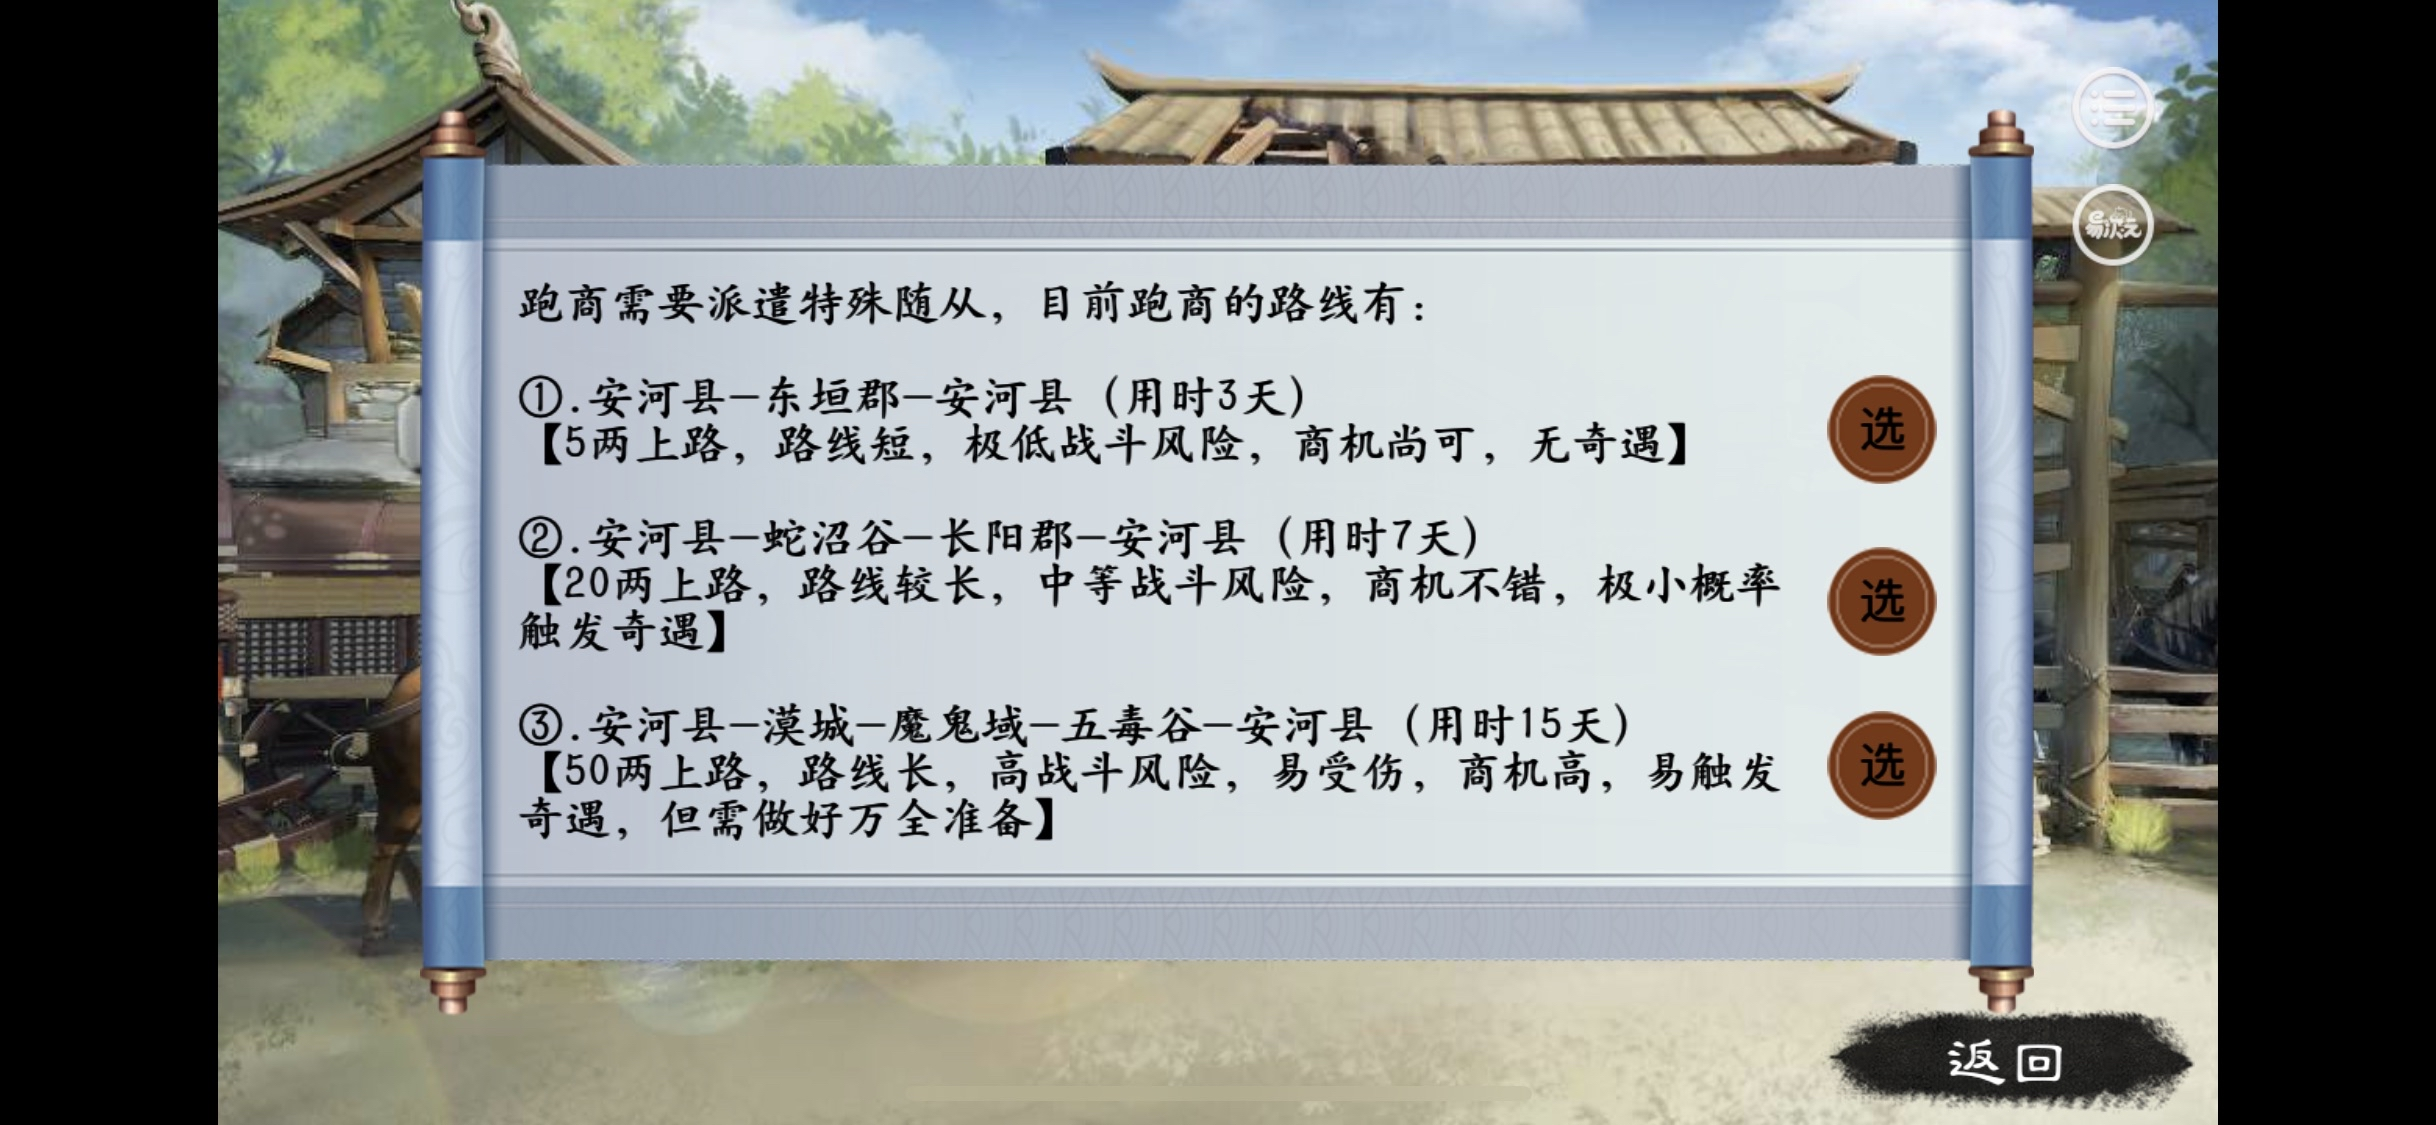 跑商需要派遣特殊随从，目前跑商的路线有：
①.安河县—东垣郡—安河县（用时3天）
【5两上路，路线短，极低战斗风险，商机尚可，无奇遇】
选
②.安河县—蛇沼谷—长阳郡—安河县（用时7天）
【20两上路，路线较长，中等战斗风险，商机不错，极小概率
触发奇遇】
选
③.安河县—漠城—魔鬼域—五毒谷—安河县（用时15天）
【50两上路，路线长，高战斗风险，易受伤，商机高，易触发
奇遇，但需做好万全准备】
选
易次元
返回